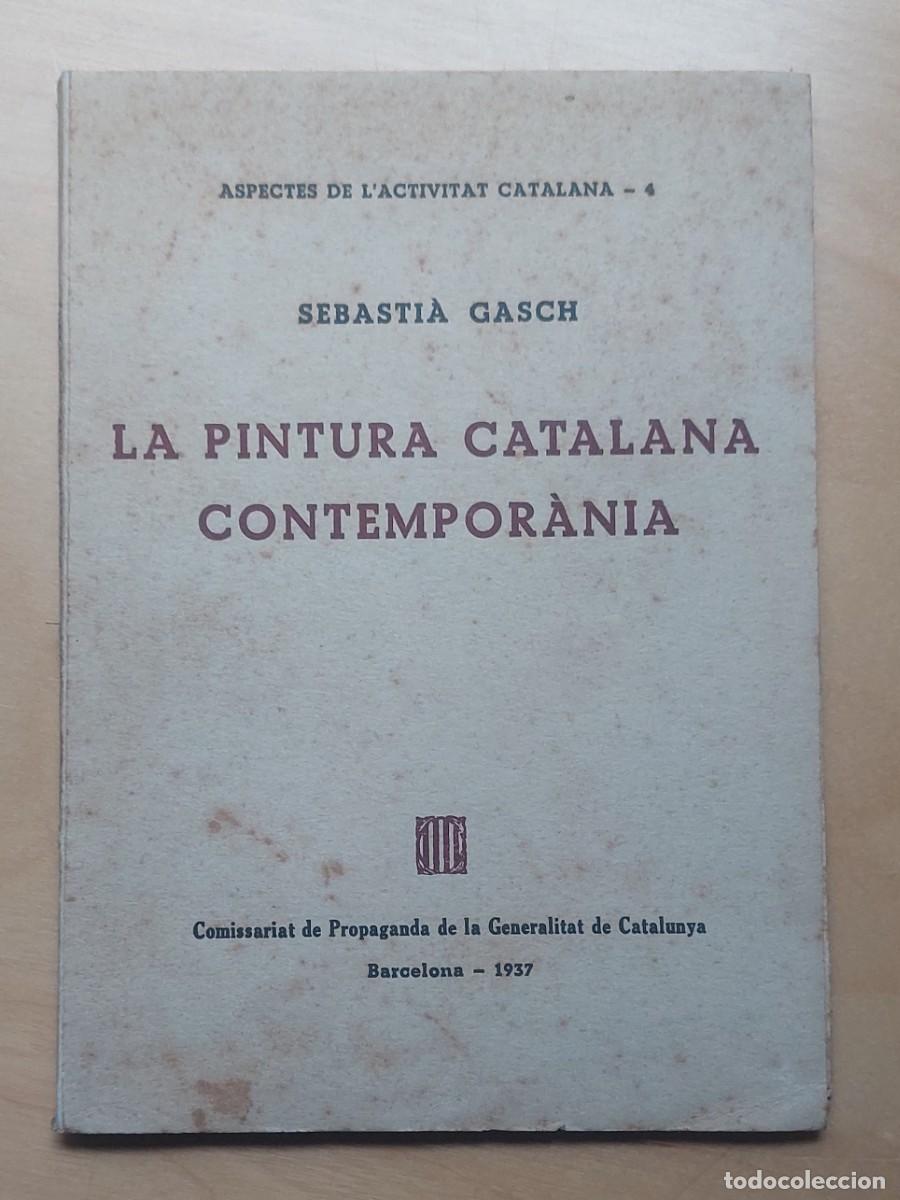 ASPECTES DE L'ACTIVITAT CATALANA – 4
SEBASTIÀ GASCH
LA PINTURA CATALANA
CONTEMPORÀNIA
Comissariat de Propaganda de la Generalitat de Catalunya
Barcelona – 1937
todocoleccion